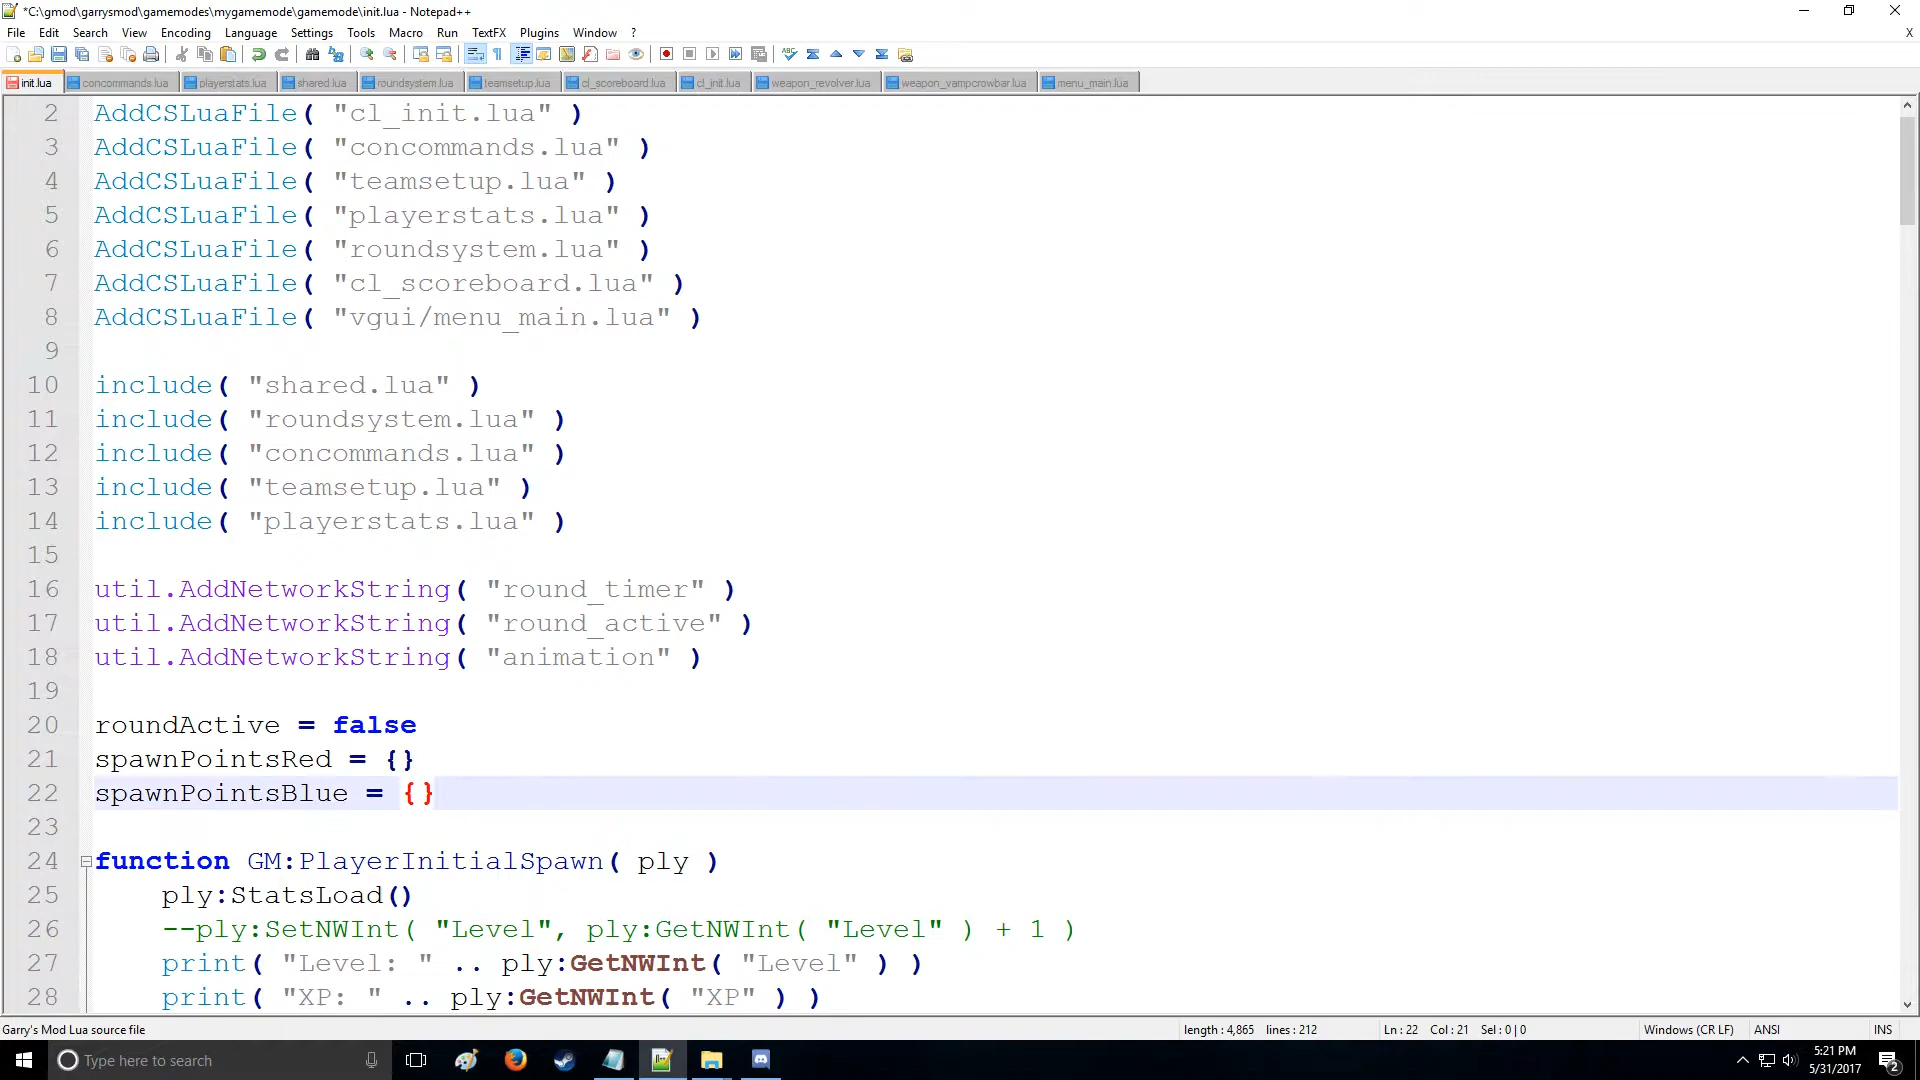 *C:\gmod\garrysmod\gamemodes\mygamemode\gamemode\init.lua - Notepad++
File Edit Search View Encoding Language Settings Tools Macro Run TextFX Plugins Window ? X
init.lua concommands.lua playerstats.lua shared.lua roundsystem.lua teamsetup.lua cl_scoreboard.lua cl_init.lua weapon_revolver.lua weapon_vampcrowbar.lua menu_main.lua
2 AddCSLuaFile( "cl_init.lua" )
3 AddCSLuaFile( "concommands.lua" )
4 AddCSLuaFile( "teamsetup.lua" )
5 AddCSLuaFile( "playerstats.lua" )
6 AddCSLuaFile( "roundsystem.lua" )
7 AddCSLuaFile( "cl_scoreboard.lua" )
8 AddCSLuaFile( "vgui/menu_main.lua" )
9
10 include( "shared.lua" )
11 include( "roundsystem.lua" )
12 include( "concommands.lua" )
13 include( "teamsetup.lua" )
14 include( "playerstats.lua" )
15
16 util.AddNetworkString( "round_timer" )
17 util.AddNetworkString( "round_active" )
18 util.AddNetworkString( "animation" )
19
20 roundActive = false
21 spawnPointsRed = {}
22 spawnPointsBlue = {}
23
24 function GM:PlayerInitialSpawn( ply )
25 ply:StatsLoad()
26 --ply:SetNWInt( "Level", ply:GetNWInt( "Level" ) + 1 )
27 print( "Level: " .. ply:GetNWInt( "Level" ) )
28 print( "XP: " .. ply:GetNWInt( "XP" ) )
Garry's Mod Lua source file length : 4,865 lines : 212 Ln : 22 Col : 21 Sel : 0 | 0 Windows (CR LF) ANSI INS
Type here to search 5:21 PM
5/31/2017 2